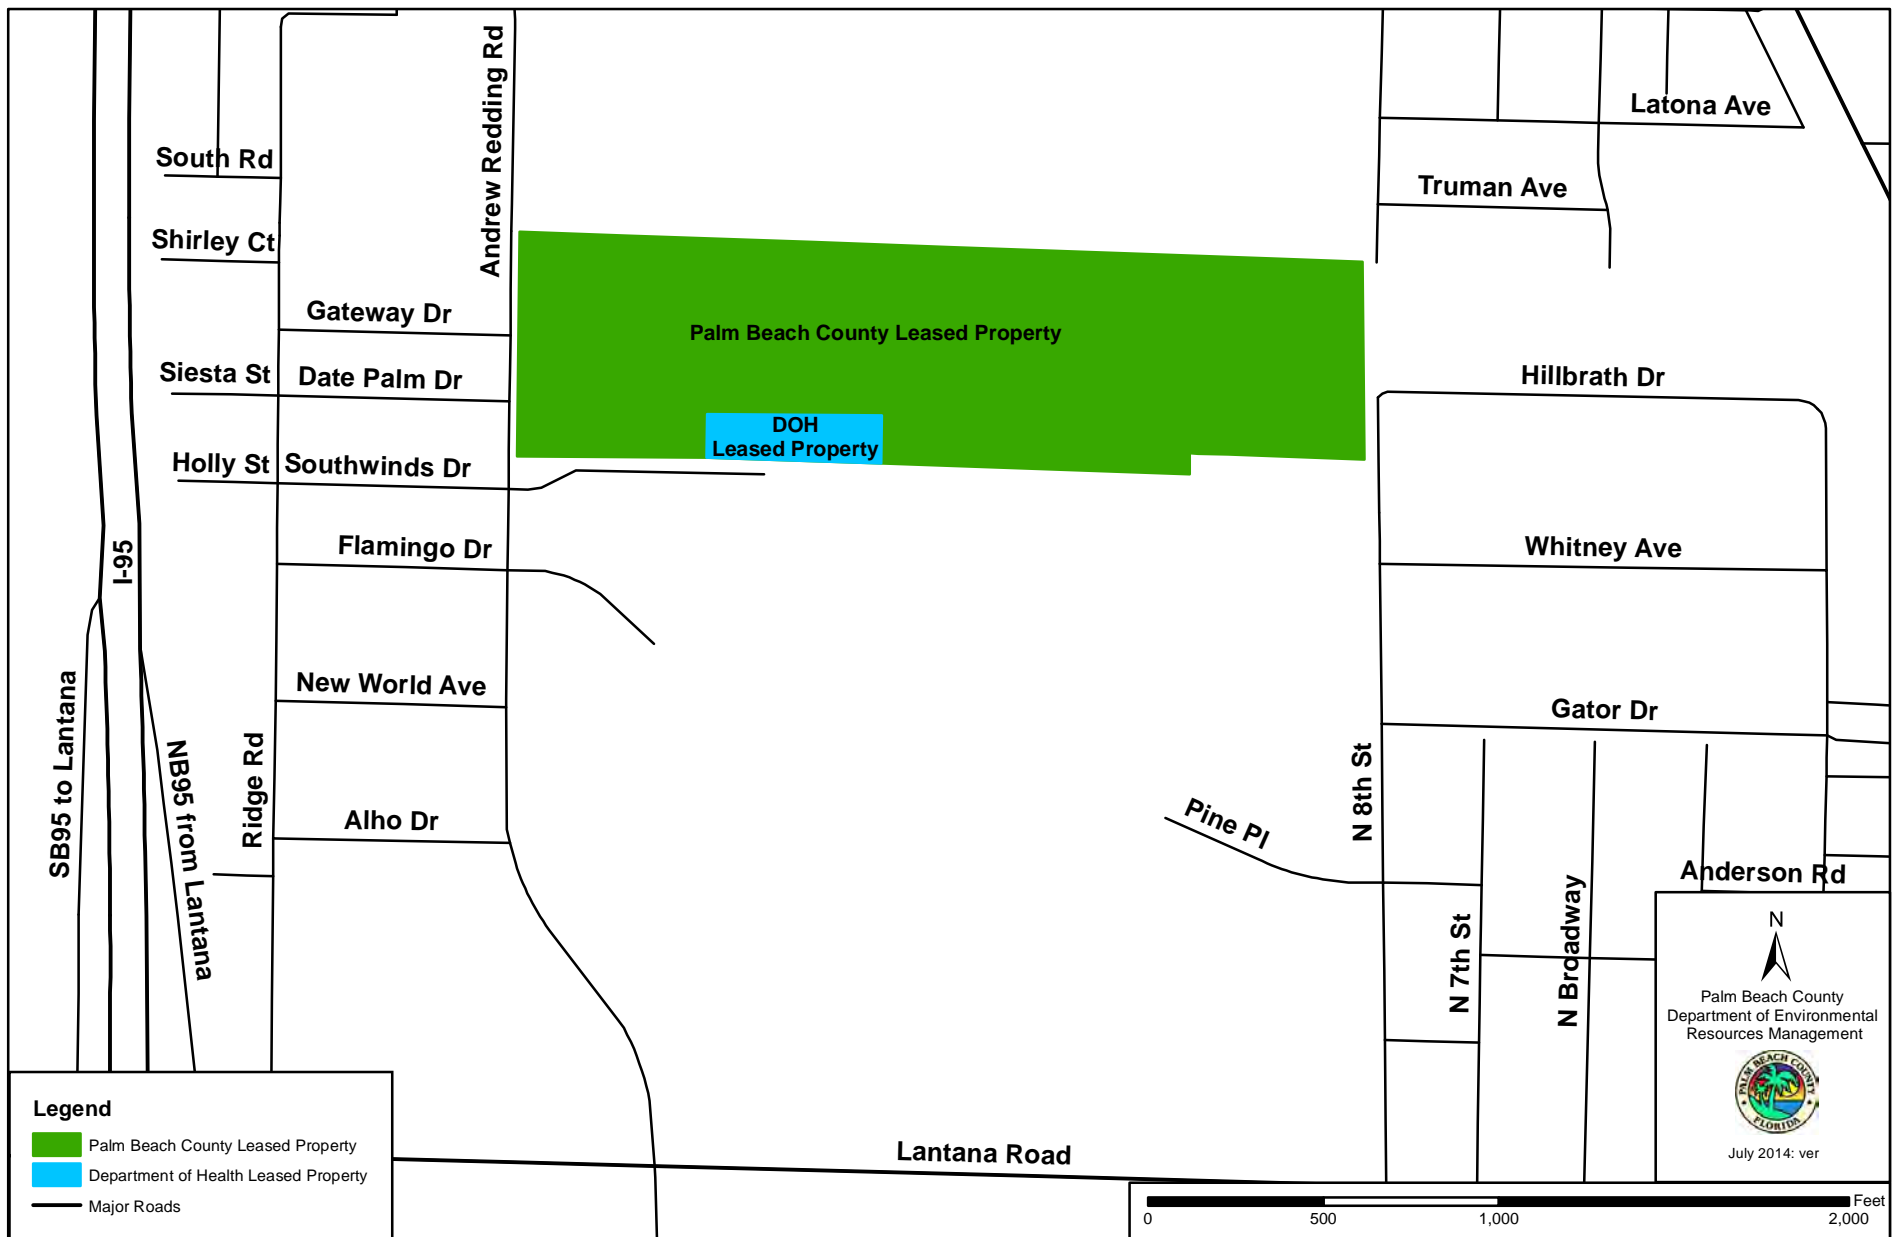 Andrew Redding Rd
Latona Ave
South Rd
Truman Ave
Shirley Ct
Gateway Dr
Palm Beach County Leased Property
Siesta St
Date Palm Dr
Hillbrath Dr
DOH
Leased Property
Holly St
Southwinds Dr
Flamingo Dr
Whitney Ave
I-95
New World Ave
Gator Dr
SB95 to Lantana
NB95 from Lantana
Ridge Rd
Alho Dr
Pine Pl
N 8th St
Anderson Rd
N 7th St
N Broadway
N
Palm Beach County
Department of Environmental
Resources Management
PALM BEACH COUNTY
FLORIDA
July 2014: ver
Lantana Road
Legend
Palm Beach County Leased Property
Department of Health Leased Property
Major Roads
Feet
0 500 1,000 2,000